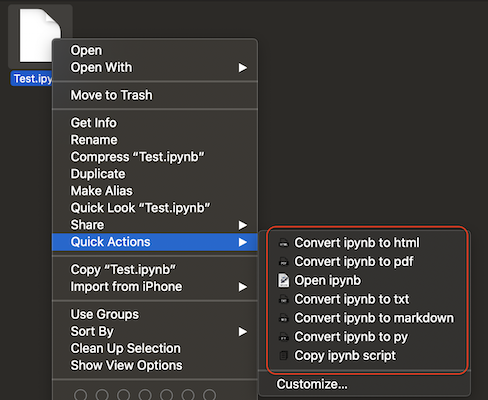 Test.ipy
Open
Open With
Move to Trash
Get Info
Rename
Compress “Test.ipynb”
Duplicate
Make Alias
Quick Look “Test.ipynb”
Share
Quick Actions
Copy “Test.ipynb”
Import from iPhone
Use Groups
Sort By
Clean Up Selection
Show View Options
Convert ipynb to html
Convert ipynb to pdf
Open ipynb
Convert ipynb to txt
Convert ipynb to markdown
Convert ipynb to py
Copy ipynb script
Customize...